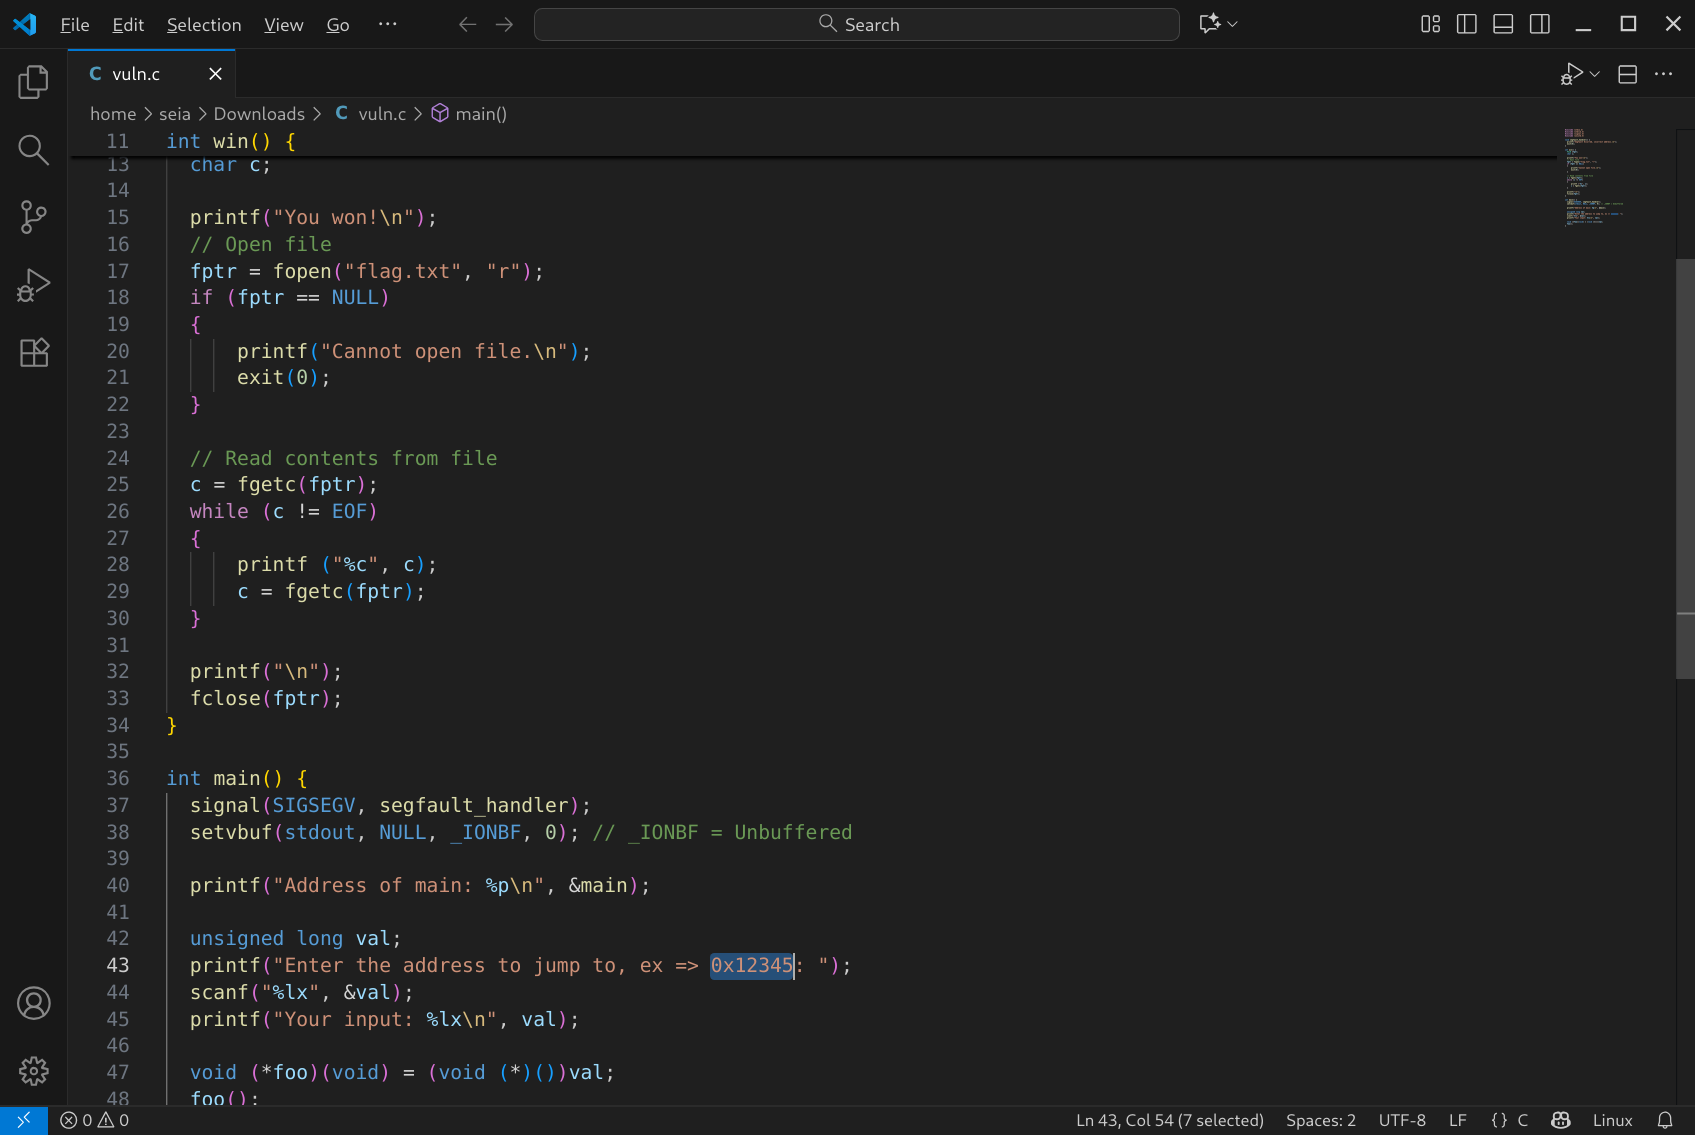 File Edit Selection View Go ··· Search
C vuln.c
home > seia > Downloads > C vuln.c > main()
11 int win() {
13 char c;
14
15 printf("You won!\n");
16 // Open file
17 fptr = fopen("flag.txt", "r");
18 if (fptr == NULL)
19 {
20 printf("Cannot open file.\n");
21 exit(0);
22 }
23
24 // Read contents from file
25 c = fgetc(fptr);
26 while (c != EOF)
27 {
28 printf ("%c", c);
29 c = fgetc(fptr);
30 }
31
32 printf("\n");
33 fclose(fptr);
34 }
35
36 int main() {
37 signal(SIGSEGV, segfault_handler);
38 setvbuf(stdout, NULL, _IONBF, 0); // _IONBF = Unbuffered
39
40 printf("Address of main: %p\n", &main);
41
42 unsigned long val;
43 printf("Enter the address to jump to, ex => 0x12345: ");
44 scanf("%lx", &val);
45 printf("Your input: %lx\n", val);
46
47 void (*foo)(void) = (void (*)())val;
48 foo();
0 0 Ln 43, Col 54 (7 selected) Spaces: 2 UTF-8 LF {} C Linux